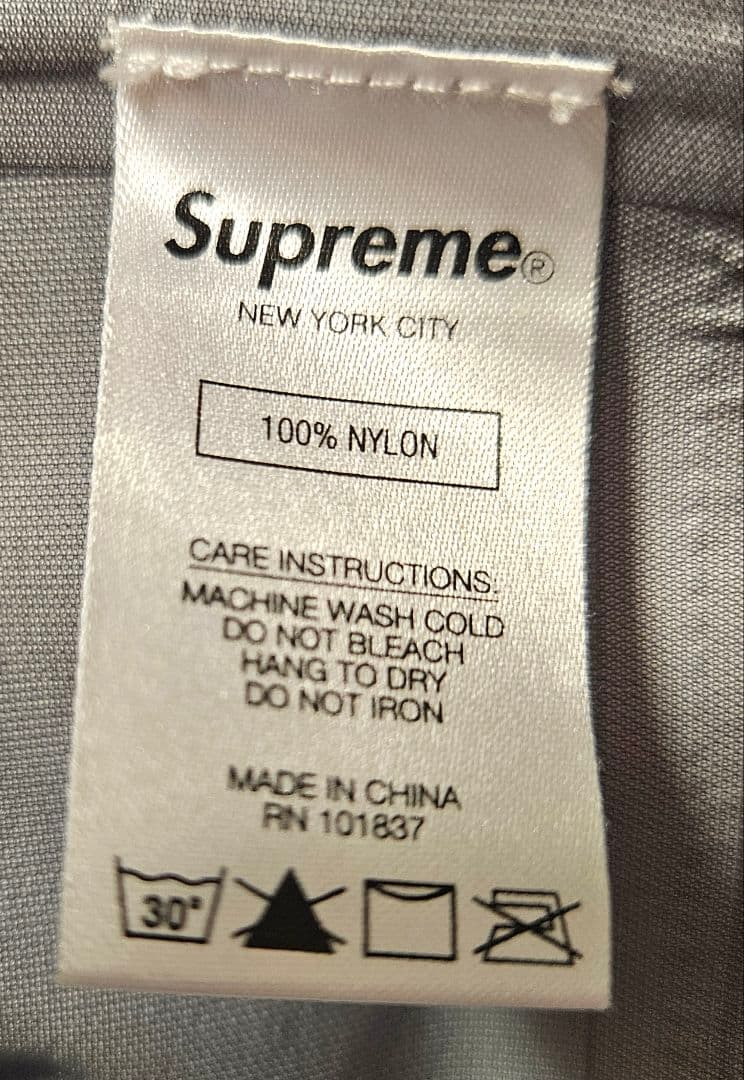 Supreme®
NEW YORK CITY
100% NYLON
CARE INSTRUCTIONS:
MACHINE WASH COLD
DO NOT BLEACH
HANG TO DRY
DO NOT IRON
MADE IN CHINA
RN 101837
30°